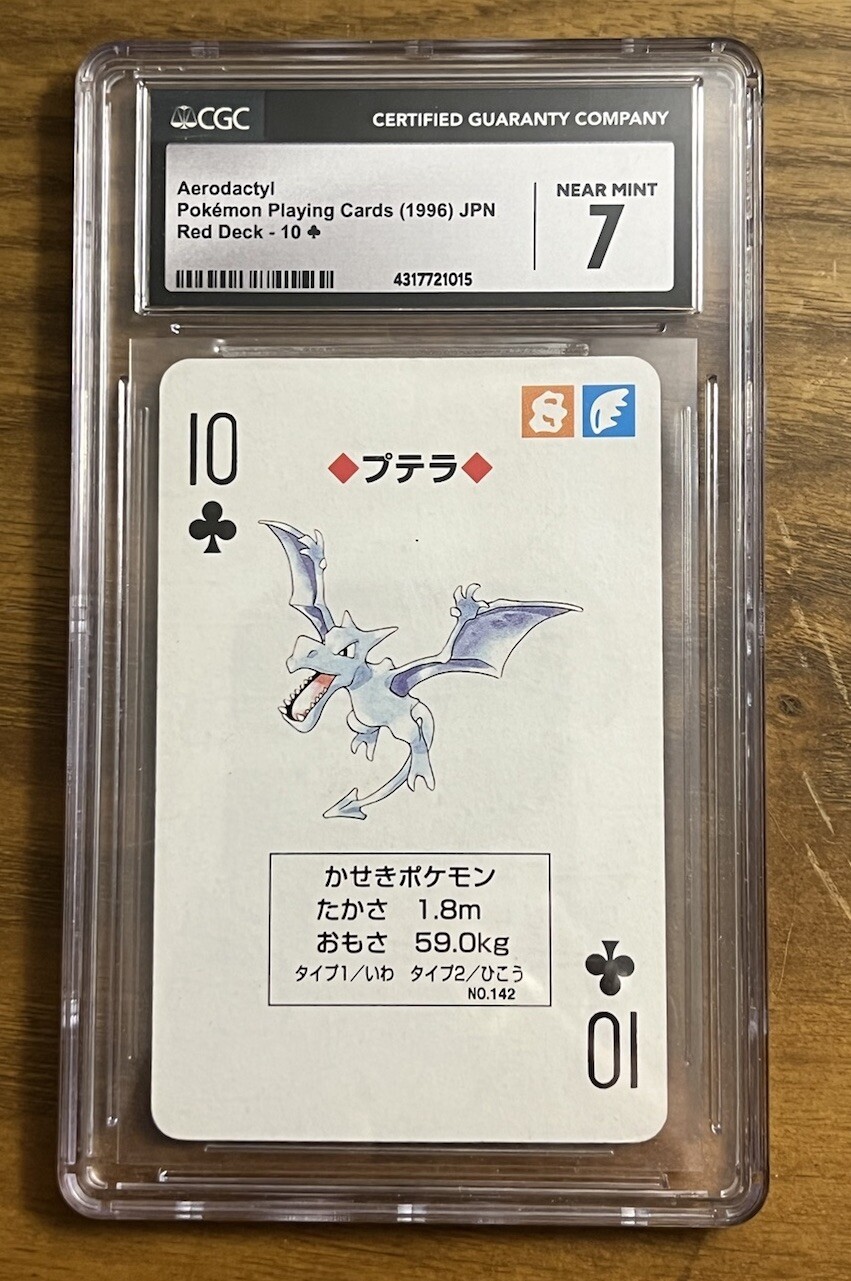 CGC
CERTIFIED GUARANTY COMPANY
Aerodactyl
Pokémon Playing Cards (1996) JPN
Red Deck - 10 ♣
NEAR MINT
7
4317721015
10
♣
◆プテラ◆
かせきポケモン
たかさ 1.8m
おもさ 59.0kg
タイプ1/いわ タイプ2/ひこう
NO.142
♣
10